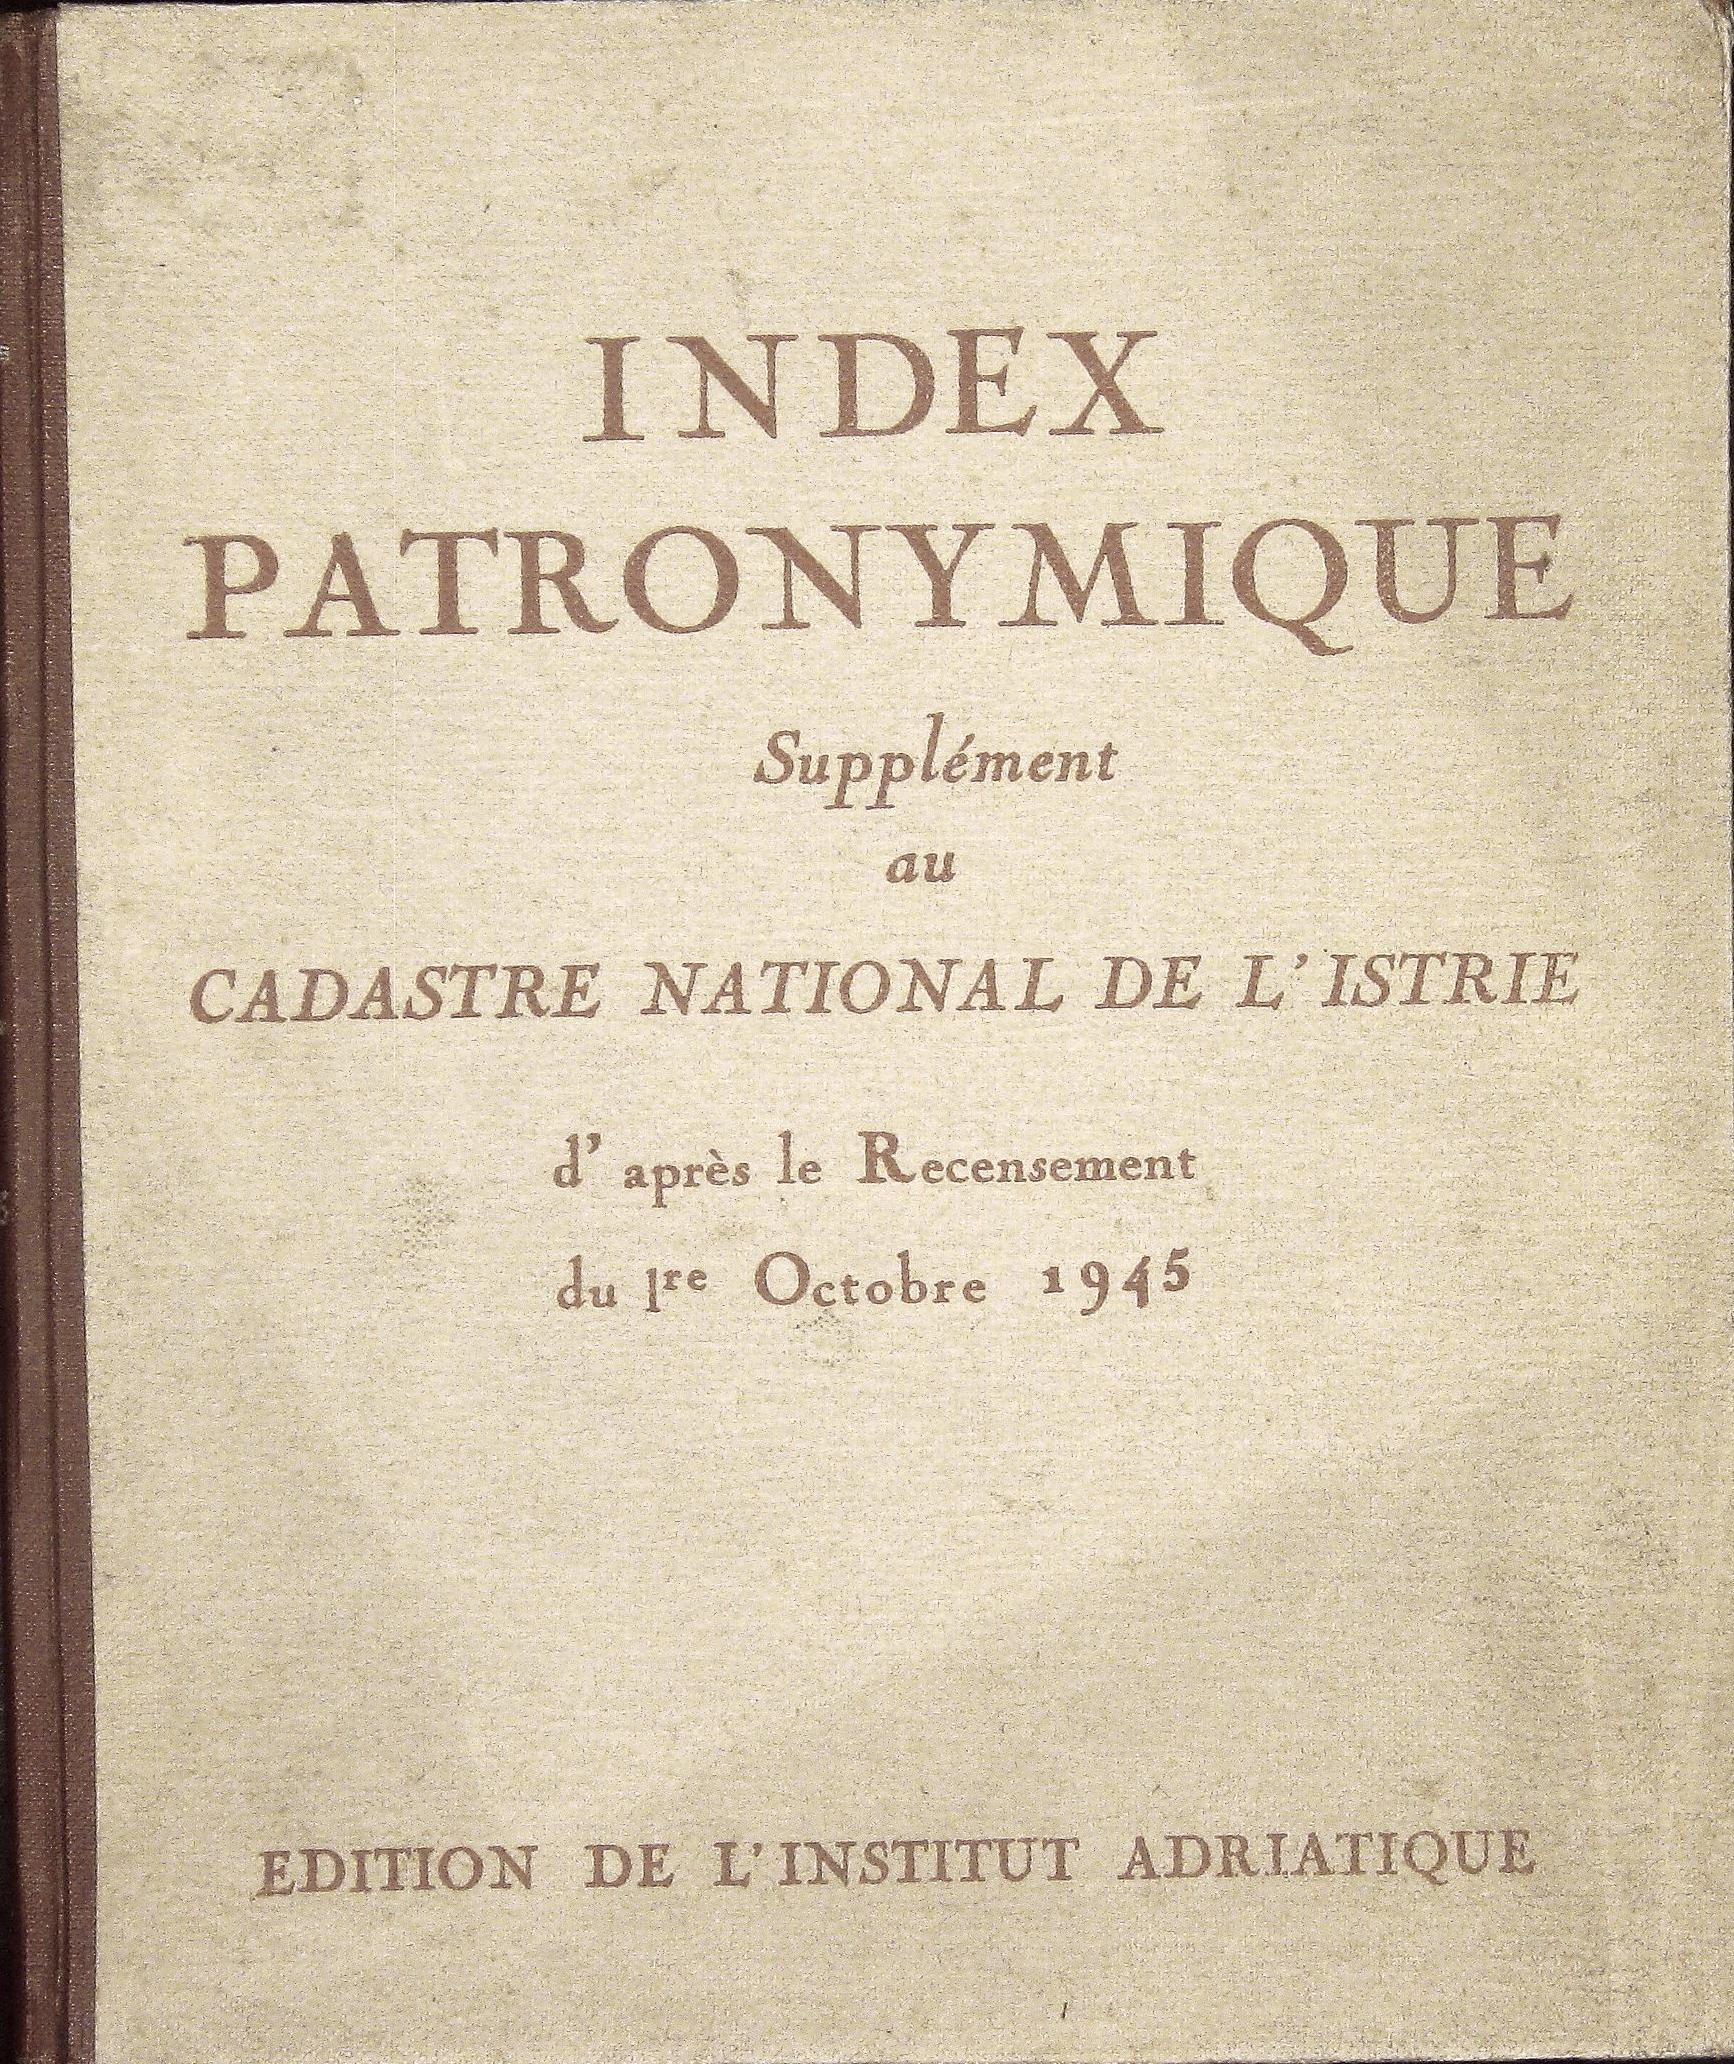 INDEX
PATRONYMIQUE
Supplément
au
CADASTRE NATIONAL DE L'ISTRIE
d'après le Recensement
du 1re Octobre 1945
EDITION DE L'INSTITUT ADRIATIQUE